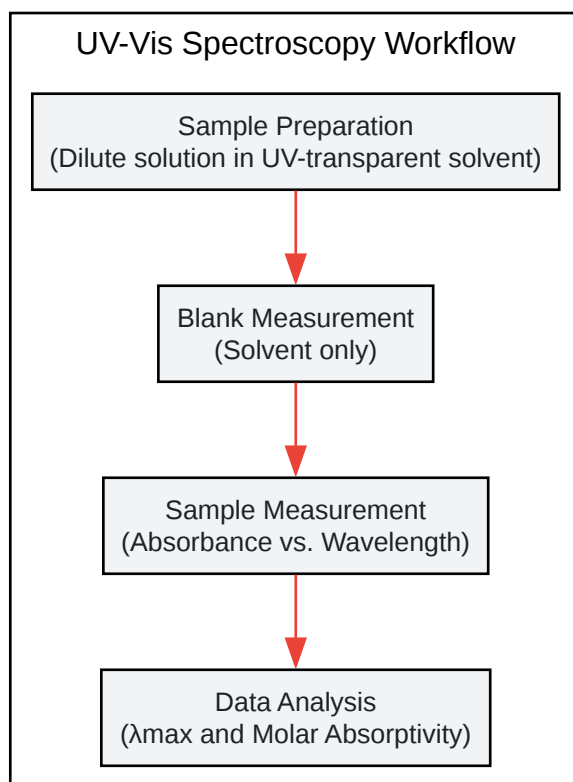 UV-Vis Spectroscopy Workflow
Sample Preparation
(Dilute solution in UV-transparent solvent)
Blank Measurement
(Solvent only)
Sample Measurement
(Absorbance vs. Wavelength)
Data Analysis
(λmax and Molar Absorptivity)